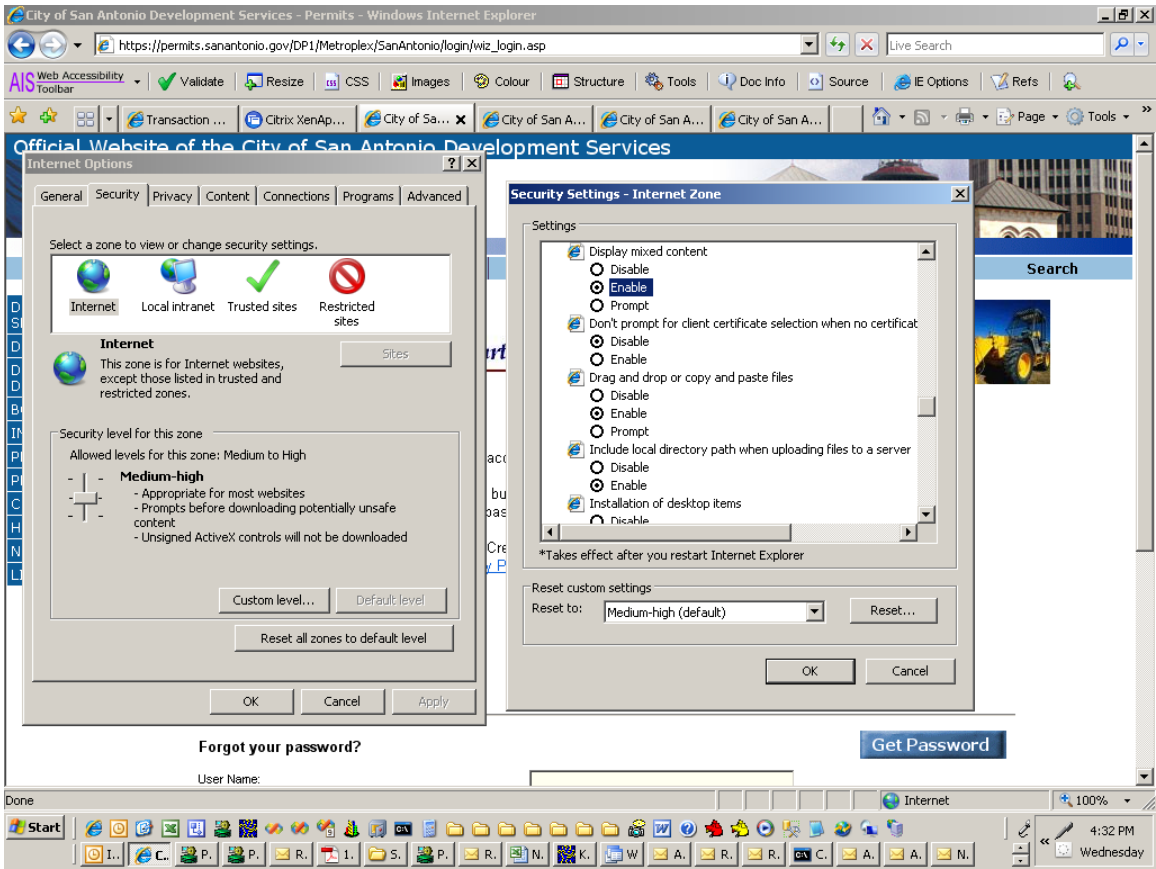 City of San Antonio Development Services - Permits - Windows Internet Explorer
https://permits.sanantonio.gov/DP1/Metroplex/SanAntonio/login/wiz_login.asp
Live Search
AIS Web Accessibility Toolbar
Validate
Resize
CSS
Images
Colour
Structure
Tools
Doc Info
Source
IE Options
Refs
Transaction ...
Citrix XenAp...
City of Sa...
City of San A...
City of San A...
City of San A...
Page
Tools
Official Website of the City of San Antonio Development Services
Search
Internet Options
General
Security
Privacy
Content
Connections
Programs
Advanced
Select a zone to view or change security settings.
Internet
Local intranet
Trusted sites
Restricted
sites
Internet
This zone is for Internet websites,
except those listed in trusted and
restricted zones.
Sites
Security level for this zone
Allowed levels for this zone: Medium to High
Medium-high
- Appropriate for most websites
- Prompts before downloading potentially unsafe
content
- Unsigned ActiveX controls will not be downloaded
Custom level...
Default level
Reset all zones to default level
OK
Cancel
Apply
Security Settings - Internet Zone
Settings
Display mixed content
Disable
Enable
Prompt
Don't prompt for client certificate selection when no certificat
Disable
Enable
Drag and drop or copy and paste files
Disable
Enable
Prompt
Include local directory path when uploading files to a server
Disable
Enable
Installation of desktop items
Disable
*Takes effect after you restart Internet Explorer
Reset custom settings
Reset to:
Medium-high (default)
Reset...
OK
Cancel
Forgot your password?
Get Password
User Name:
Done
Internet
100%
Start
4:32 PM
I..
C..
P.
P.
R.
1.
S.
P.
R.
N.
K.
W
A.
R.
R.
C.
A.
A.
N.
Wednesday